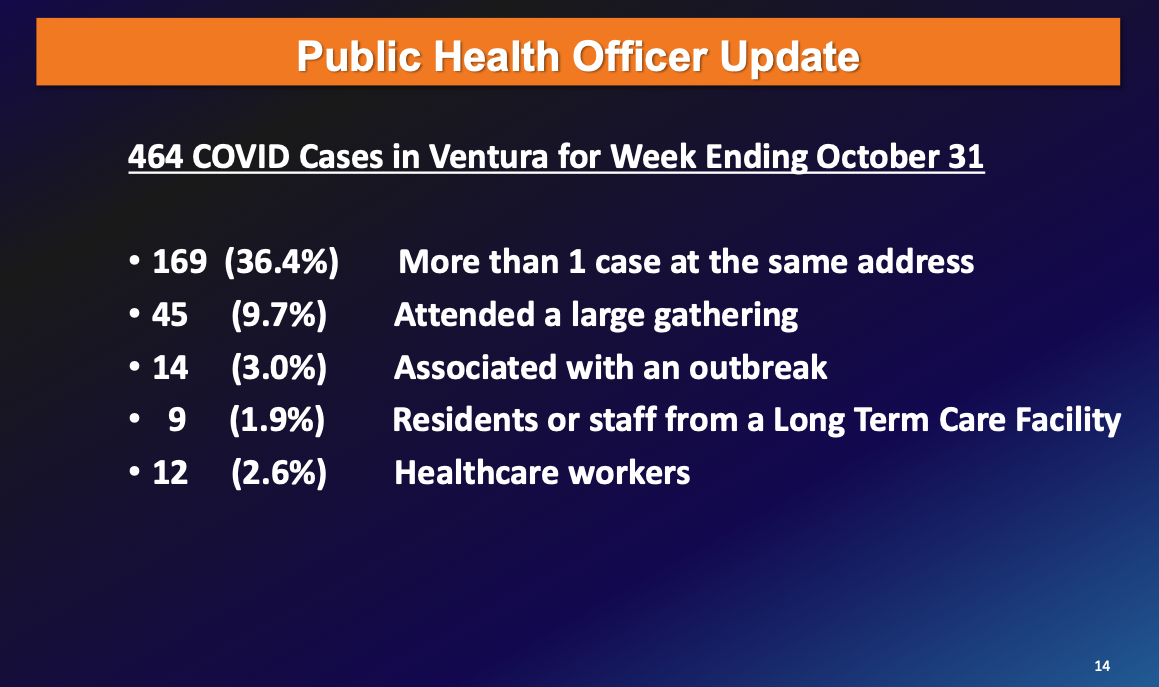 Public Health Officer Update
464 COVID Cases in Ventura for Week Ending October 31
• 169 (36.4%) More than 1 case at the same address
• 45 (9.7%) Attended a large gathering
• 14 (3.0%) Associated with an outbreak
• 9 (1.9%) Residents or staff from a Long Term Care Facility
• 12 (2.6%) Healthcare workers
14